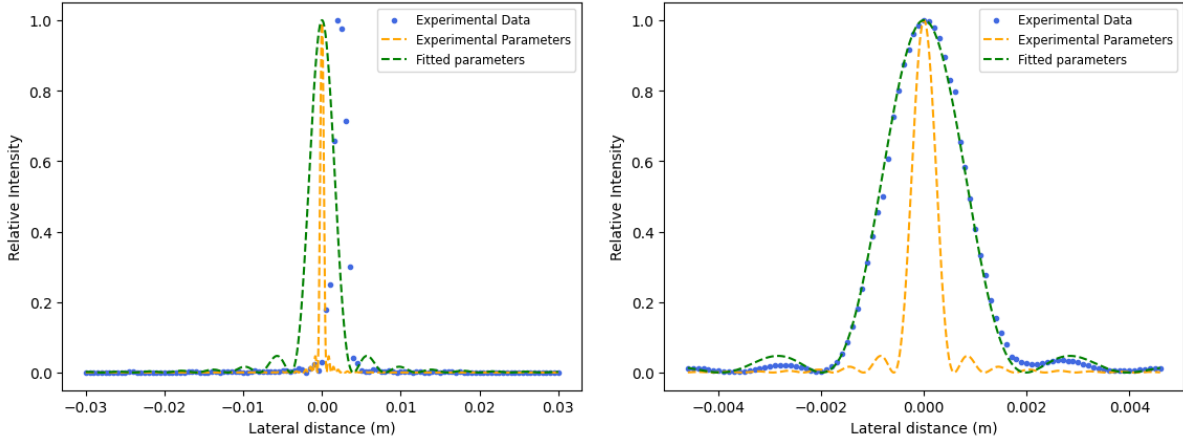 1.0
0.8
0.6
0.4
0.2
0.0
Relative Intensity
Experimental Data
Experimental Parameters
Fitted parameters
−0.03 −0.02 −0.01 0.00 0.01 0.02 0.03
Lateral distance (m)
1.0
0.8
0.6
0.4
0.2
0.0
Relative Intensity
Experimental Data
Experimental Parameters
Fitted parameters
−0.004 −0.002 0.000 0.002 0.004
Lateral distance (m)